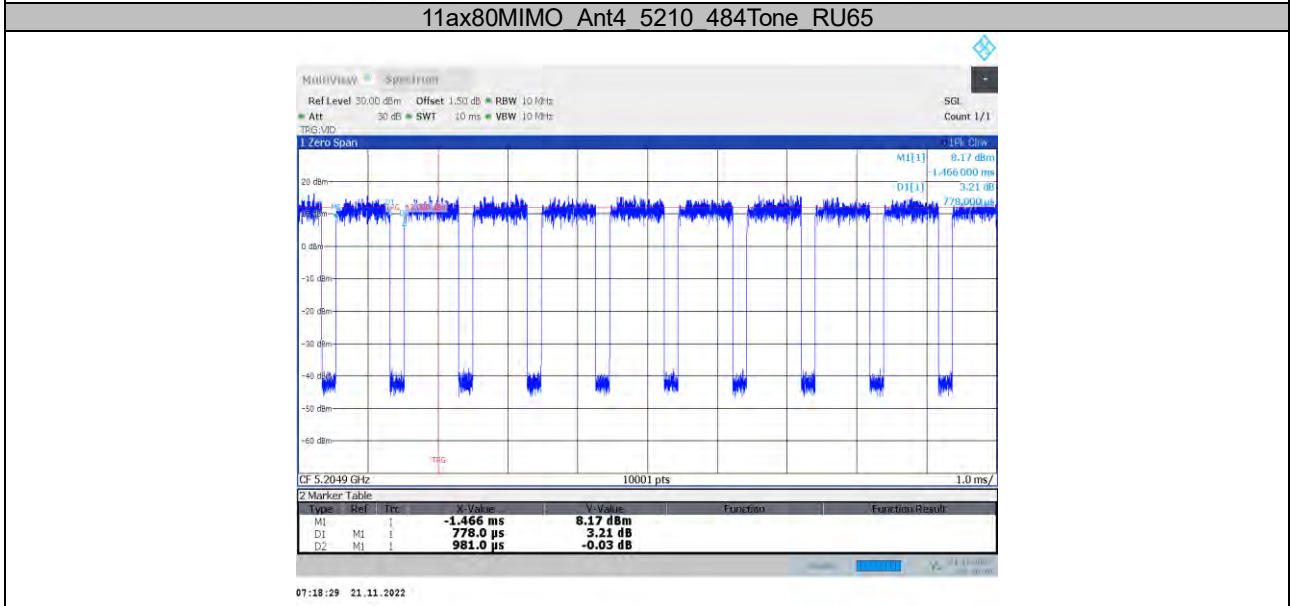 11ax80MIMO_Ant4_5210_484Tone_RU65
MultiView Spectrum
Ref Level 30.00 dBm Offset 1.50 dB RBW 10 MHz SGL
Att 30 dB SWT 10 ms VBW 10 MHz Count 1/1
TRG:VID
1 Zero Span 1Pk Clrw
M1[1] 8.17 dBm
-1.466 000 ms
20 dBm D1[1] 3.21 dB
778.000 µs
0 dBm
-10 dBm
-20 dBm
-30 dBm
-40 dBm
-50 dBm
-60 dBm
TRG
CF 5.2049 GHz 10001 pts 1.0 ms/
2 Marker Table
Type Ref Trc X-Value Y-Value Function Function Result
M1 1 -1.466 ms 8.17 dBm
D1 M1 1 778.0 µs 3.21 dB
D2 M1 1 981.0 µs -0.03 dB
07:18:29 21.11.2022